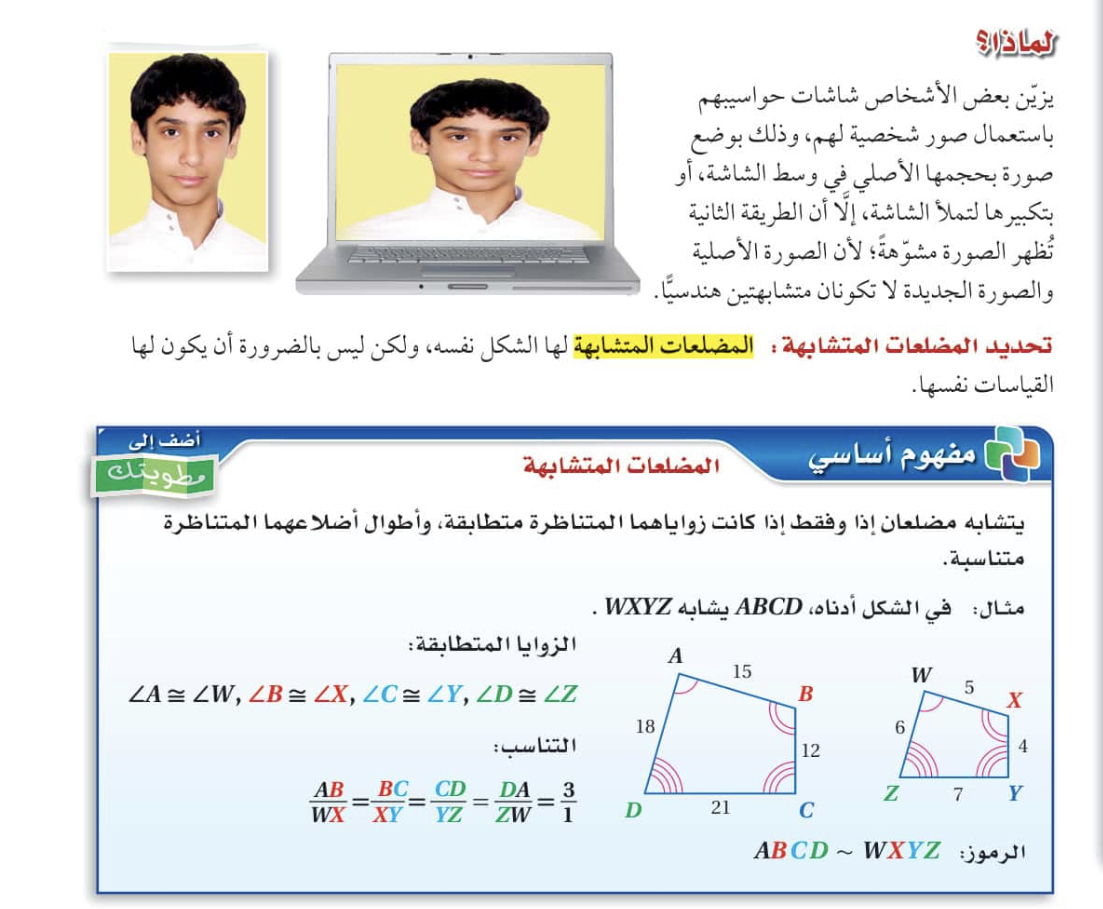 لماذا؟
يزيّن بعض الأشخاص شاشات حواسيبهم
باستعمال صور شخصية لهم، وذلك بوضع
صورة بحجمها الأصلي في وسط الشاشة، أو
بتكبيرها لتملأ الشاشة، إلَّا أن الطريقة الثانية
تُظهر الصورة مشوّهةً؛ لأن الصورة الأصلية
والصورة الجديدة لا تكونان متشابهتين هندسيًّا.
تحديد المضلعات المتشابهة : المضلعات المتشابهة لها الشكل نفسه، ولكن ليس بالضرورة أن يكون لها
القياسات نفسها.
مفهوم أساسي
المضلعات المتشابهة
أضف إلى
مطويتك
يتشابه مضلعان إذا وفقط إذا كانت زواياهما المتناظرة متطابقة، وأطوال أضلاعهما المتناظرة
متناسبة.
مثال: في الشكل أدناه، ABCD يشابه WXYZ .
الزوايا المتطابقة:
∠A ≅ ∠W, ∠B ≅ ∠X, ∠C ≅ ∠Y, ∠D ≅ ∠Z
التناسب:
AB/WX = BC/XY = CD/YZ = DA/ZW = 3/1
A
15
B
18
12
D
21
C
W
5
X
6
4
Z
7
Y
الرموز: ABCD ~ WXYZ